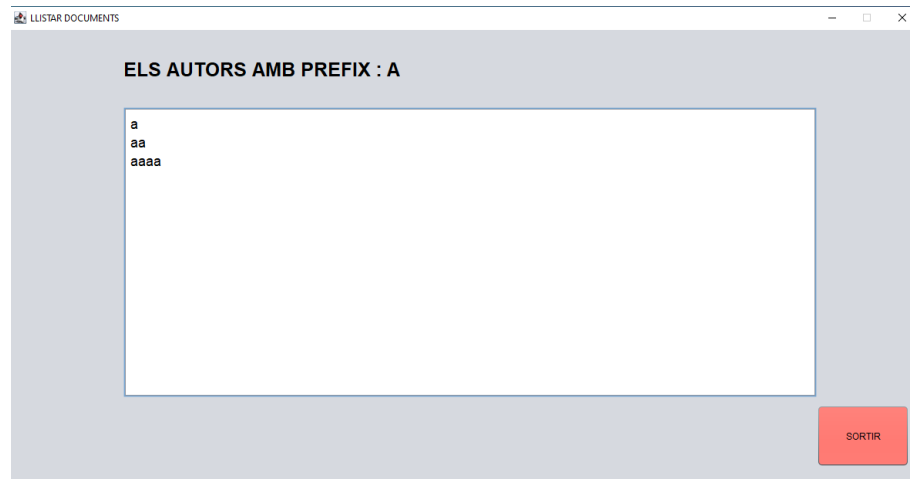 LLISTAR DOCUMENTS
ELS AUTORS AMB PREFIX : A
a
aa
aaaa
SORTIR